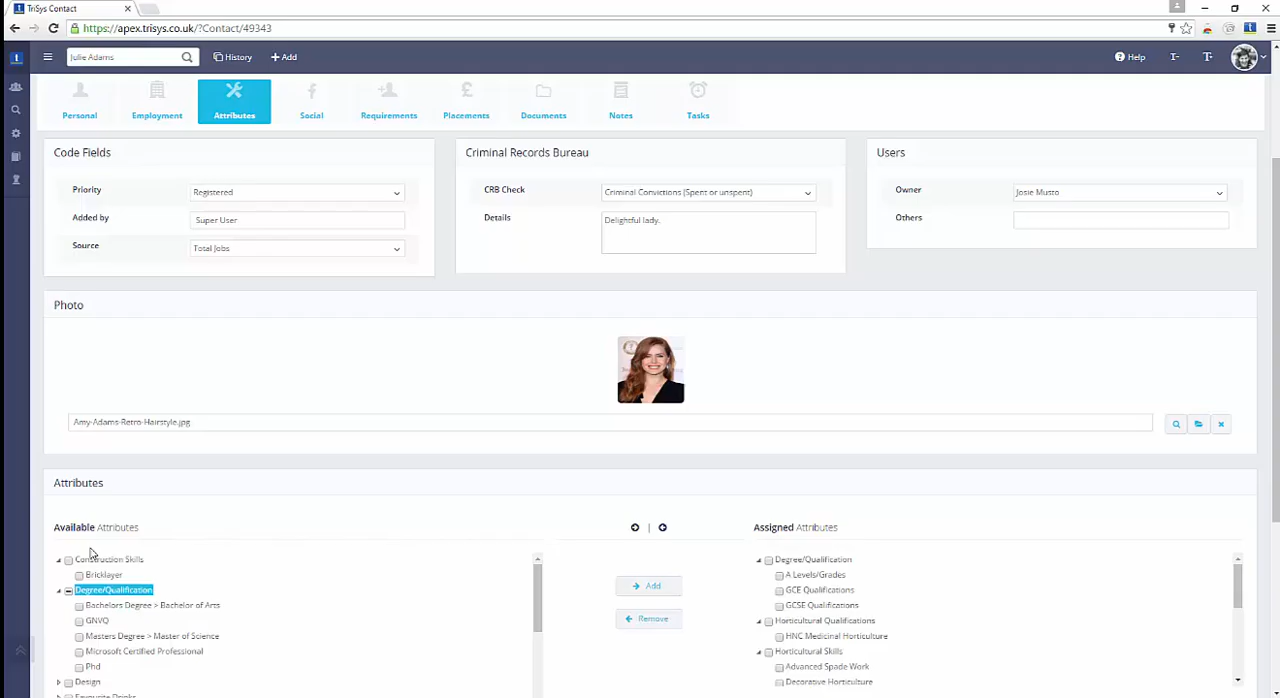 TriSys Contact
https://apex.trisys.co.uk/?Contact/49343
t Julie Adams History Add Help T- T+
Personal Employment Attributes Social Requirements Placements Documents Notes Tasks
Code Fields
Priority Registered
Added by Super User
Source Total Jobs
Criminal Records Bureau
CRB Check Criminal Convictions (Spent or unspent)
Details Delightful lady.
Users
Owner Josie Musto
Others
Photo
Amy-Adams-Retro-Hairstyle.jpg
Attributes
Available Attributes
Construction Skills
Bricklayer
Degree/Qualification
Bachelors Degree > Bachelor of Arts
GNVQ
Masters Degree > Master of Science
Microsoft Certified Professional
Phd
Design
Favourite Drinks
Add
Remove
Assigned Attributes
Degree/Qualification
A Levels/Grades
GCE Qualifications
GCSE Qualifications
Horticultural Qualifications
HNC Medicinal Horticulture
Horticultural Skills
Advanced Spade Work
Decorative Horticulture